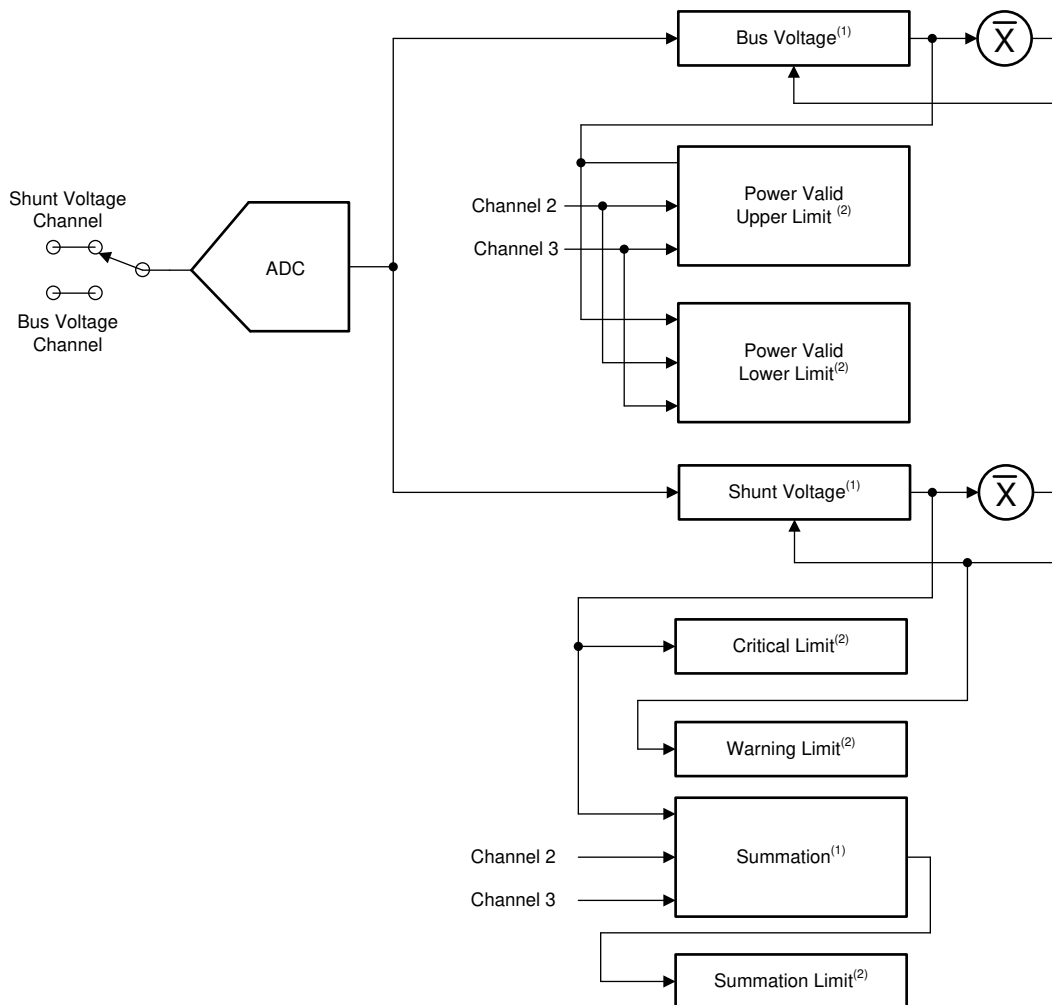 Bus Voltage(1)
X̅
Shunt Voltage
Channel
Bus Voltage
Channel
ADC
Channel 2
Channel 3
Power Valid
Upper Limit (2)
Power Valid
Lower Limit(2)
Shunt Voltage(1)
X̅
Critical Limit(2)
Warning Limit(2)
Channel 2
Channel 3
Summation(1)
Summation Limit(2)